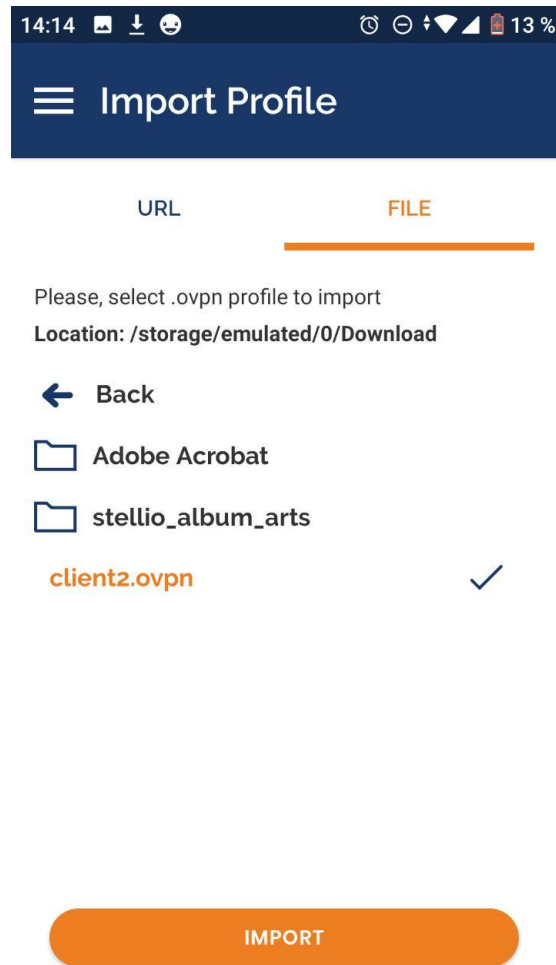 14:14 13 %
Import Profile
URL FILE
Please, select .ovpn profile to import
Location: /storage/emulated/0/Download
Back
Adobe Acrobat
stellio_album_arts
client2.ovpn
IMPORT